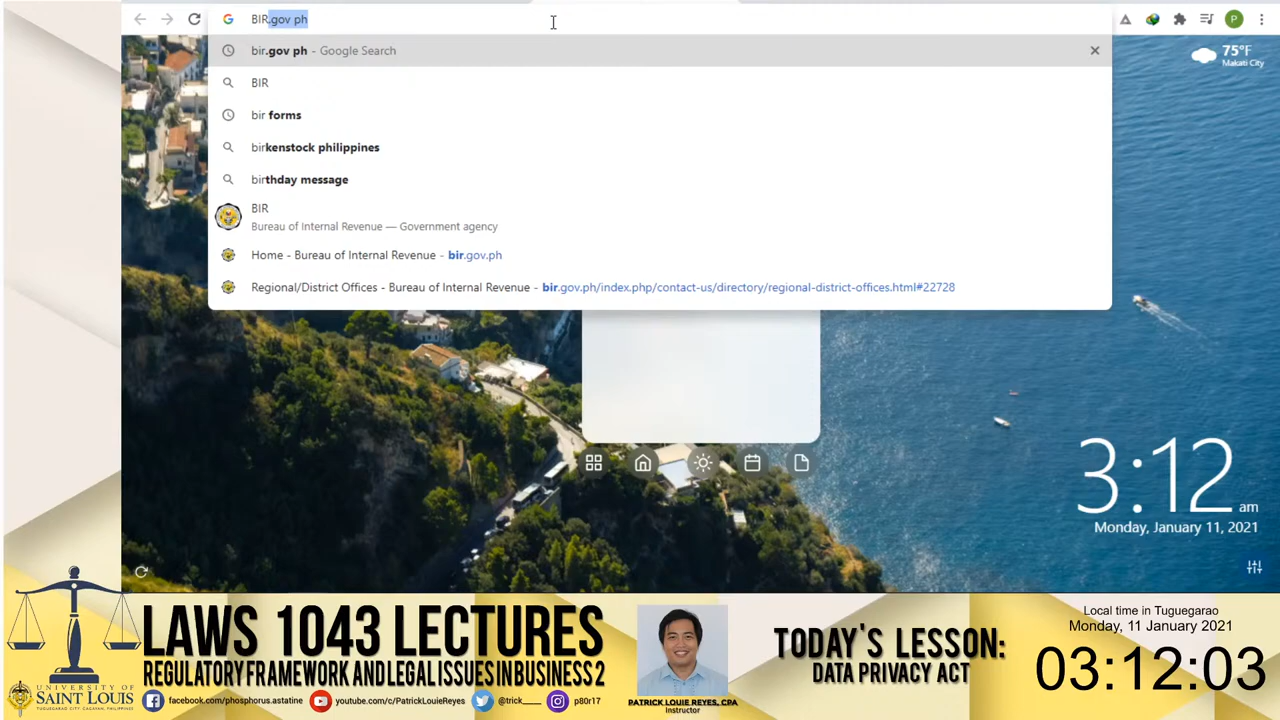 BIR.gov ph
bir.gov ph - Google Search
BIR
bir forms
birkenstock philippines
birthday message
BIR
Bureau of Internal Revenue — Government agency
Home - Bureau of Internal Revenue - bir.gov.ph
Regional/District Offices - Bureau of Internal Revenue - bir.gov.ph/index.php/contact-us/directory/regional-district-offices.html#22728
P
75°F
Makati City
3:12 am
Monday, January 11, 2021
LAWS 1043 LECTURES
REGULATORY FRAMEWORK AND LEGAL ISSUES IN BUSINESS 2
UNIVERSITY OF
SAINT LOUIS
TUGUEGARAO CITY, CAGAYAN, PHILIPPINES
facebook.com/phosphorus.astatine
youtube.com/c/PatrickLouieReyes
@trick____
p80r17
PATRICK LOUIE REYES, CPA
Instructor
TODAY'S LESSON:
DATA PRIVACY ACT
Local time in Tuguegarao
Monday, 11 January 2021
03:12:03